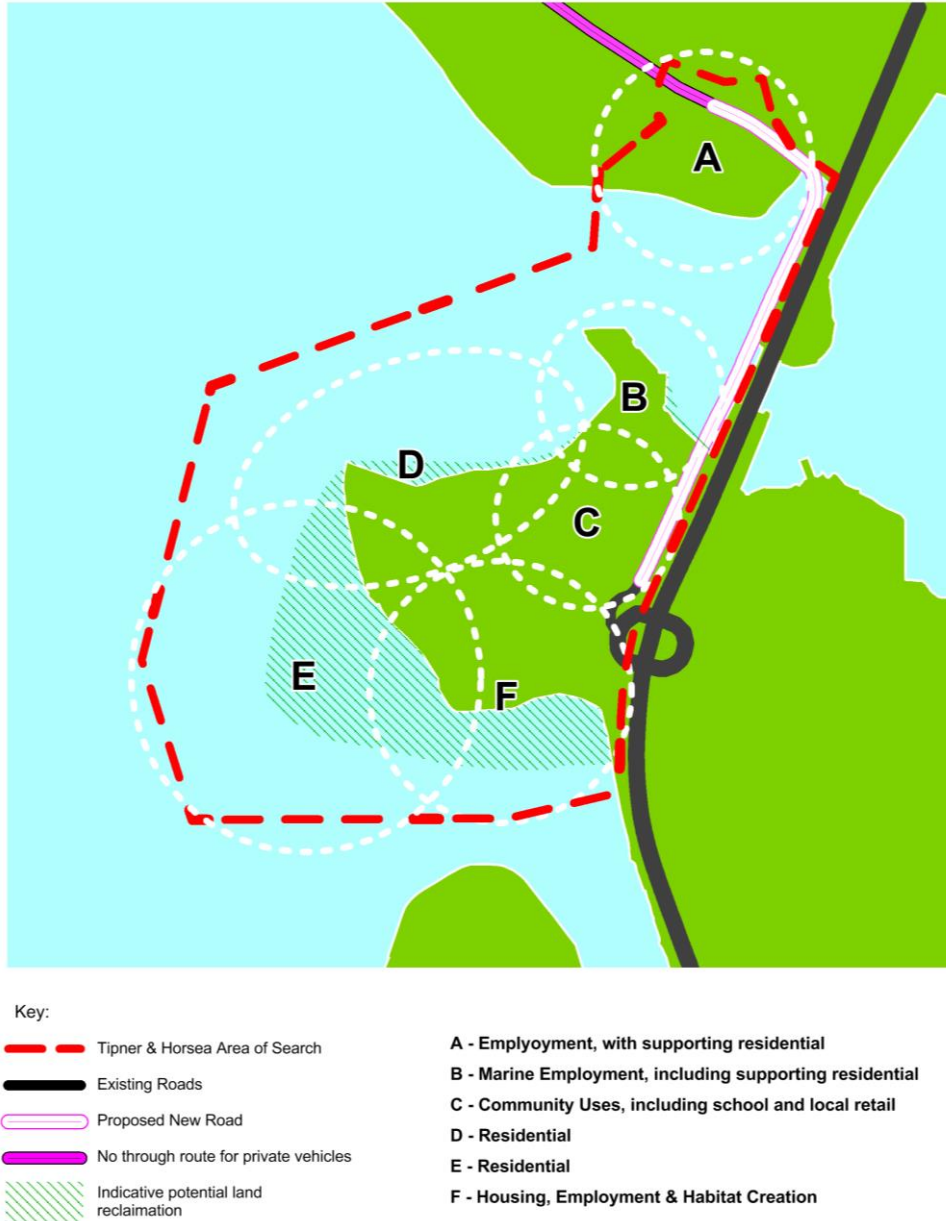 A
B
D
C
E
F
Key:
Tipner & Horsea Area of Search
Existing Roads
Proposed New Road
No through route for private vehicles
Indicative potential land
reclaimation
A - Emplyoyment, with supporting residential
B - Marine Employment, including supporting residential
C - Community Uses, including school and local retail
D - Residential
E - Residential
F - Housing, Employment & Habitat Creation